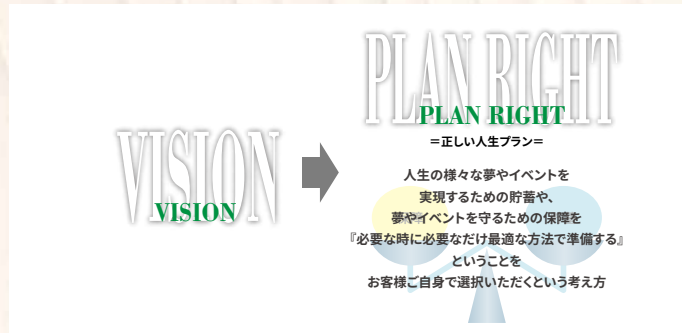 VISION
VISION
PLAN RIGHT
PLAN RIGHT
＝正しい人生プラン＝
人生の様々な夢やイベントを
実現するための貯蓄や、
夢やイベントを守るための保障を
『必要な時に必要なだけ最適な方法で準備する』
ということを
お客様ご自身で選択いただくという考え方